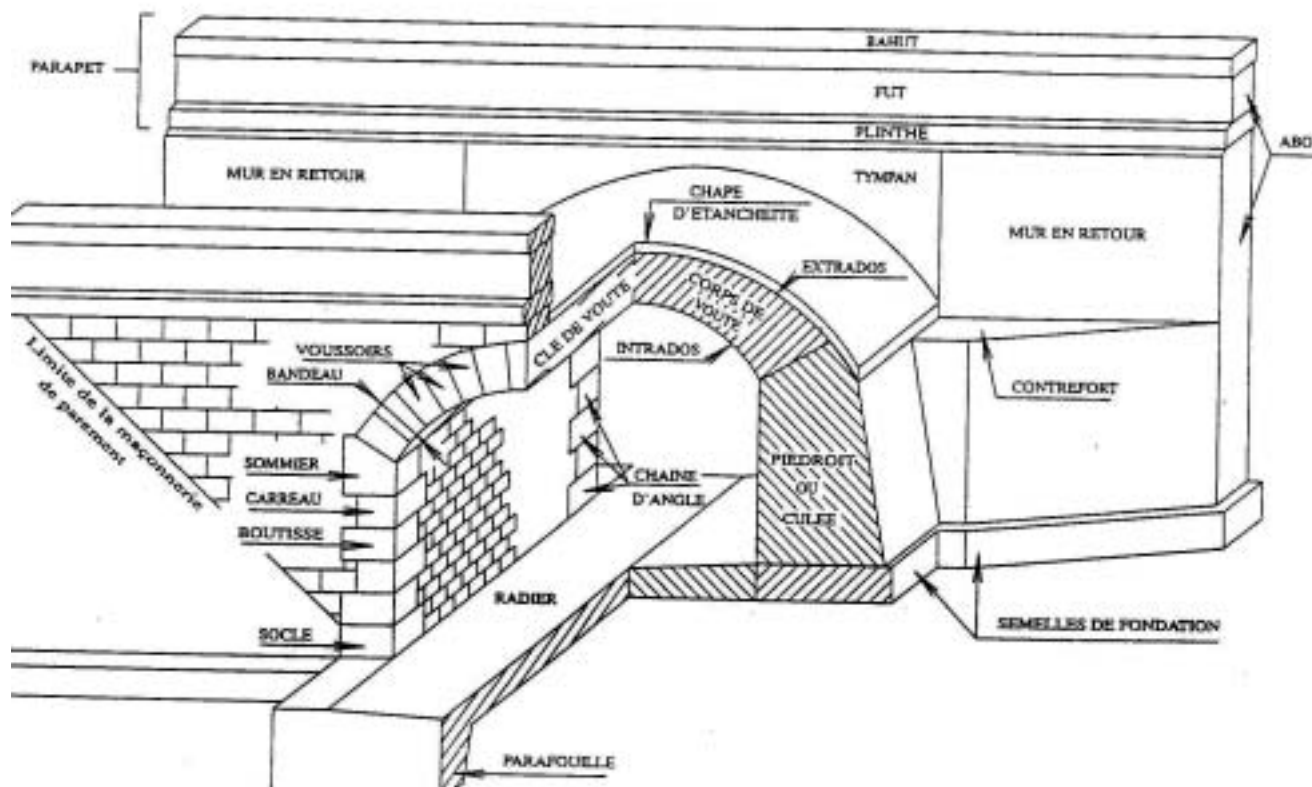 BAHUT
PARAPET
FUT
PLINTHE
ABO
MUR EN RETOUR
TYMPAN
CHAPE
D'ETANCHEITE
MUR EN RETOUR
EXTRADOS
CORPS DE
VOUTE
CLE DE VOUTE
INTRADOS
VOUSSOIRS
BANDEAU
CONTREFORT
Limite de la maçonnerie
de parement
SOMMIER
CARREAU
BOUTISSE
CHAINE
D'ANGLE
PIEDROIT
OU
CULEE
RADIER
SOCLE
SEMELLES DE FONDATION
PARAFOUILLE